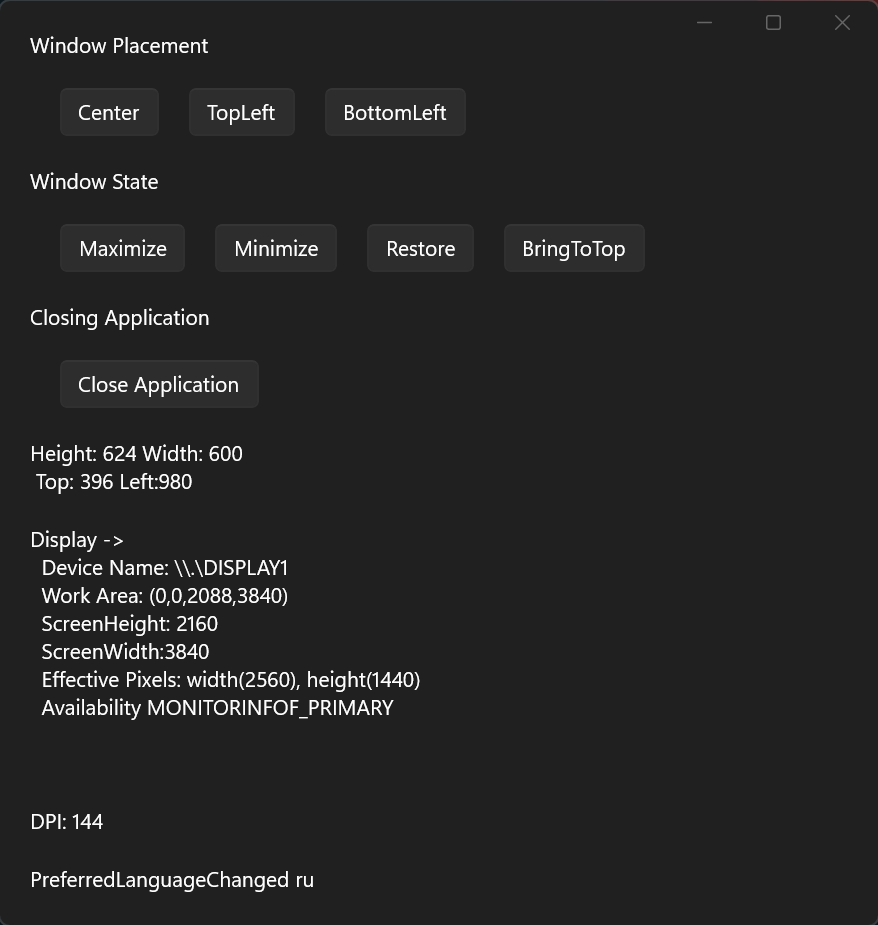 Window Placement
Center TopLeft BottomLeft
Window State
Maximize Minimize Restore BringToTop
Closing Application
Close Application
Height: 624 Width: 600
Top: 396 Left:980
Display ->
Device Name: \\.\DISPLAY1
Work Area: (0,0,2088,3840)
ScreenHeight: 2160
ScreenWidth:3840
Effective Pixels: width(2560), height(1440)
Availability MONITORINFOF_PRIMARY
DPI: 144
PreferredLanguageChanged ru